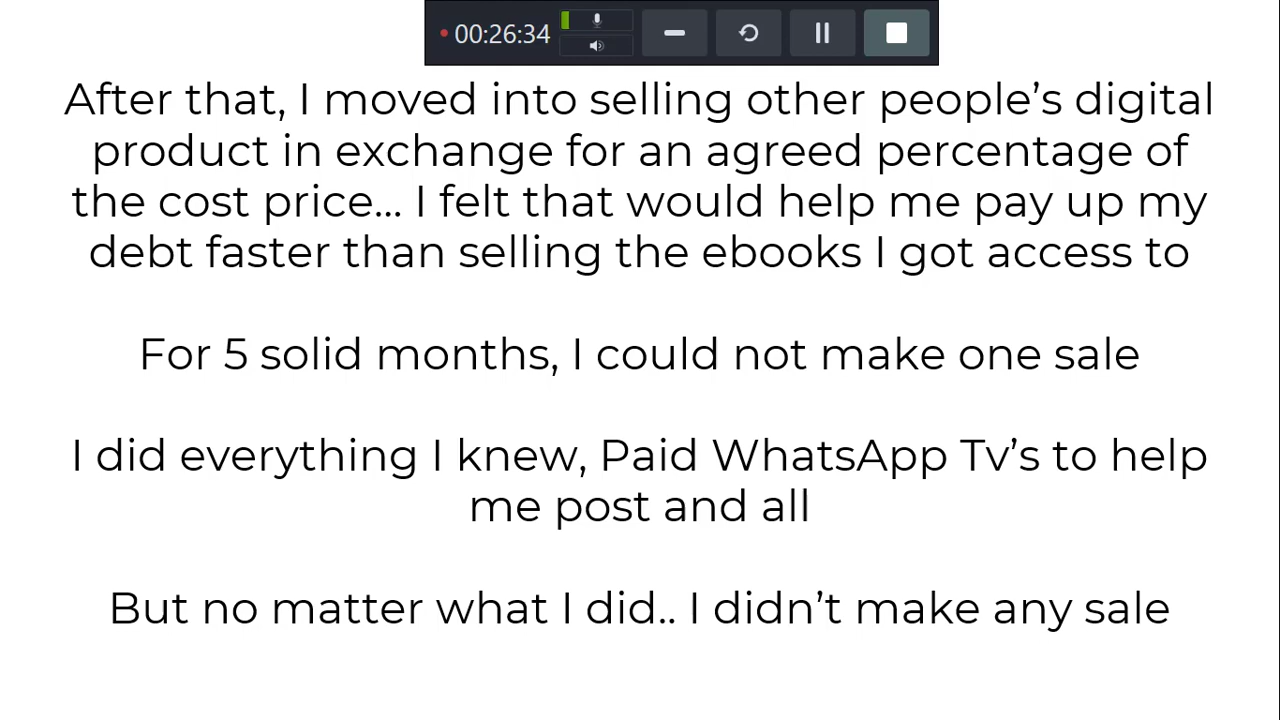 00:26:34
After that, I moved into selling other people’s digital
product in exchange for an agreed percentage of
the cost price... I felt that would help me pay up my
debt faster than selling the ebooks I got access to
For 5 solid months, I could not make one sale
I did everything I knew, Paid WhatsApp Tv’s to help
me post and all
But no matter what I did.. I didn’t make any sale